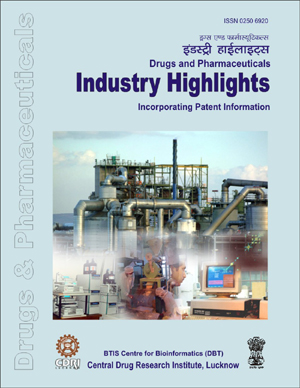 ISSN 0250 6920
ड्रग्स एण्ड फार्मास्यूटिकल्स
इंडस्ट्री हाईलाइट्स
Drugs and Pharmaceuticals
Industry Highlights
Incorporating Patent Information
Drugs & Pharmaceuticals
BTIS Centre for Bioinformatics (DBT)
Central Drug Research Institute, Lucknow
CDRI